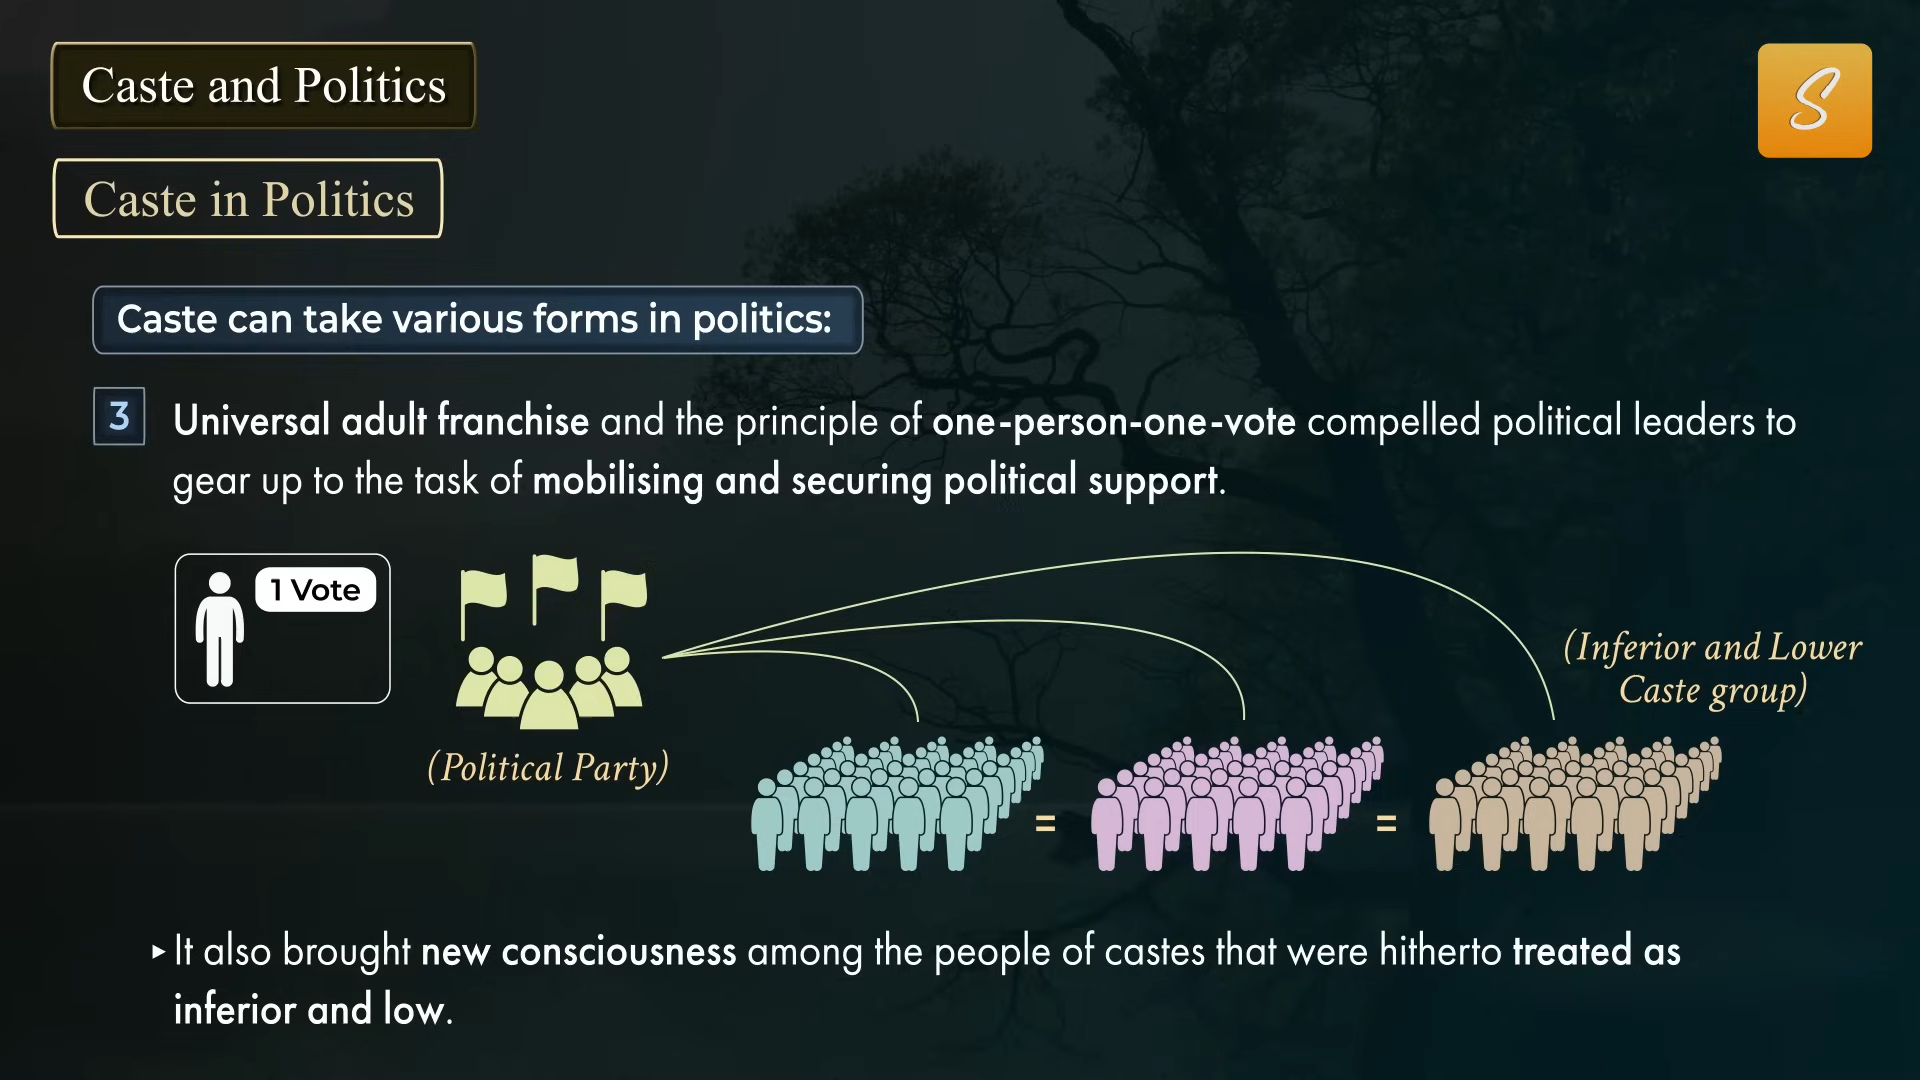 Caste and Politics
S
Caste in Politics
Caste can take various forms in politics:
3 Universal adult franchise and the principle of one-person-one-vote compelled political leaders to
gear up to the task of mobilising and securing political support.
1 Vote
(Inferior and Lower
Caste group)
(Political Party)
= =
▸It also brought new consciousness among the people of castes that were hitherto treated as
inferior and low.